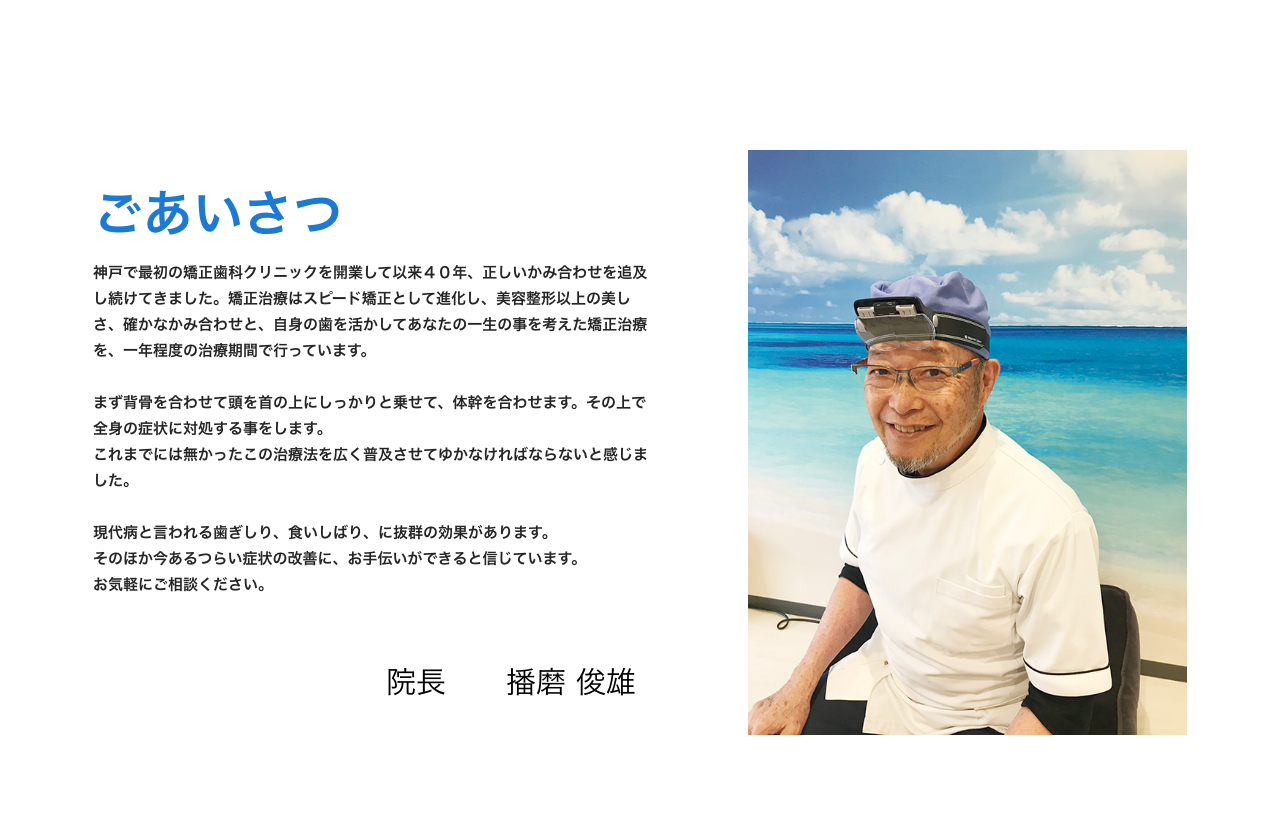 ごあいさつ
神戸で最初の矯正歯科クリニックを開業して以来４０年、正しいかみ合わせを追及
し続けてきました。矯正治療はスピード矯正として進化し、美容整形以上の美し
さ、確かなかみ合わせと、自身の歯を活かしてあなたの一生の事を考えた矯正治療
を、一年程度の治療期間で行っています。
まず背骨を合わせて頭を首の上にしっかりと乗せて、体幹を合わせます。その上で
全身の症状に対処する事をします。
これまでには無かったこの治療法を広く普及させてゆかなければならないと感じま
した。
現代病と言われる歯ぎしり、食いしばり、に抜群の効果があります。
そのほか今あるつらい症状の改善に、お手伝いができると信じています。
お気軽にご相談ください。
院長　　播磨 俊雄